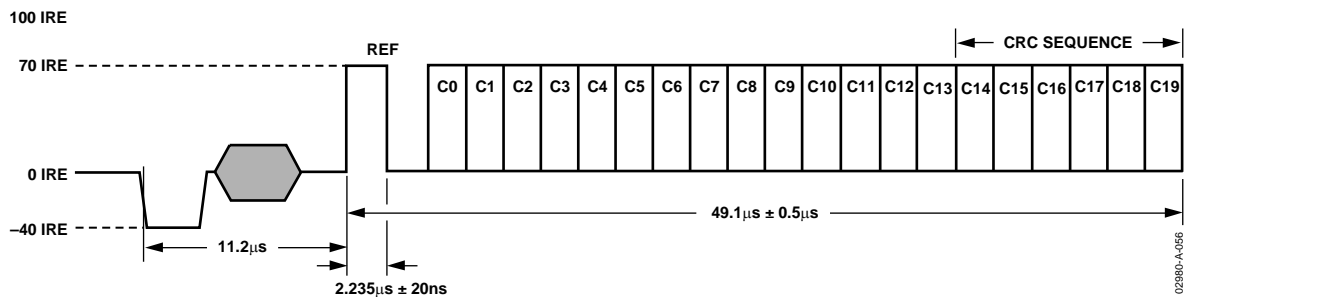 100 IRE
REF
CRC SEQUENCE
70 IRE
C0 C1 C2 C3 C4 C5 C6 C7 C8 C9 C10 C11 C12 C13 C14 C15 C16 C17 C18 C19
0 IRE
49.1μs ± 0.5μs
–40 IRE
11.2μs
2.235μs ± 20ns
02980-A-056